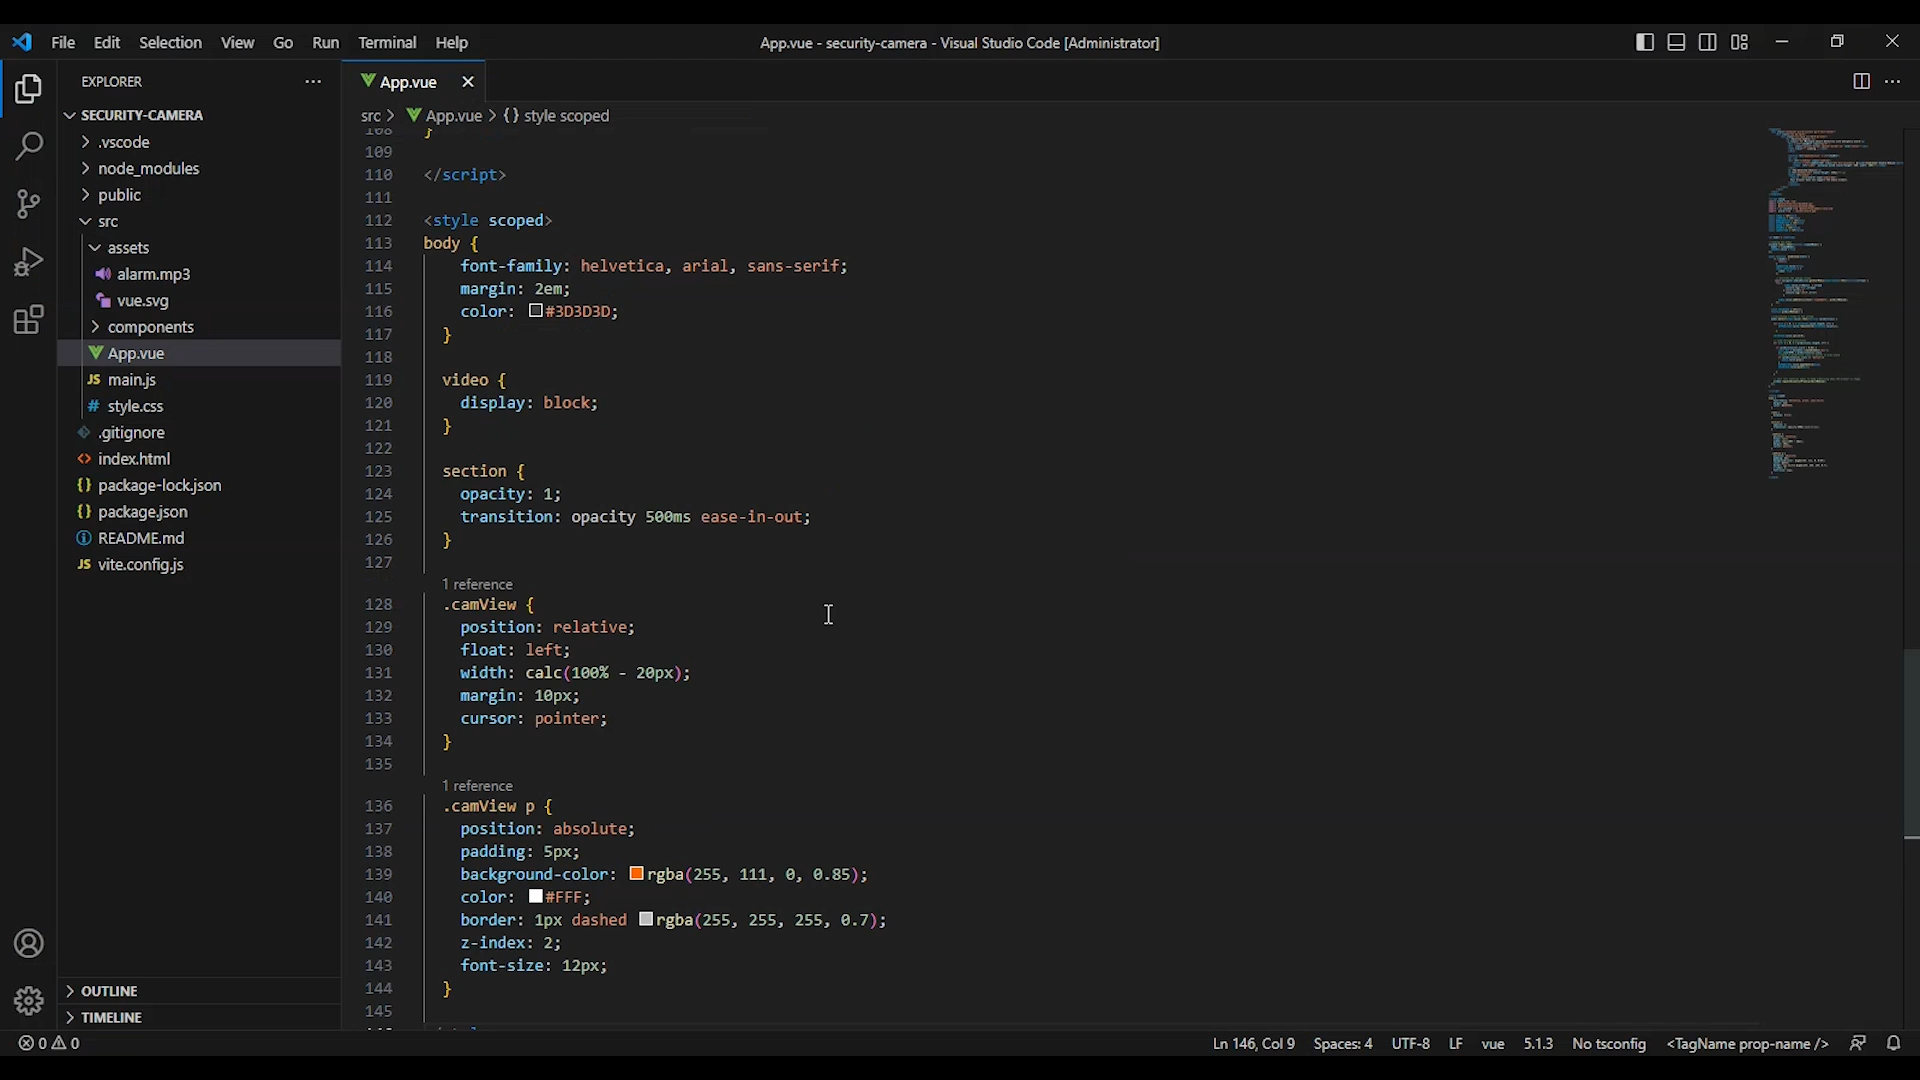 File Edit Selection View Go Run Terminal Help
App.vue - security-camera - Visual Studio Code [Administrator]
EXPLORER
SECURITY-CAMERA
.vscode
node_modules
public
src
assets
alarm.mp3
vue.svg
components
App.vue
JS main.js
# style.css
.gitignore
<> index.html
{} package-lock.json
{} package.json
README.md
JS vite.config.js
OUTLINE
TIMELINE
App.vue
src > App.vue > {} style scoped
108 }
109
110 </script>
111
112 <style scoped>
113 body {
114 font-family: helvetica, arial, sans-serif;
115 margin: 2em;
116 color: #3D3D3D;
117 }
118
119 video {
120 display: block;
121 }
122
123 section {
124 opacity: 1;
125 transition: opacity 500ms ease-in-out;
126 }
127
1 reference
128 .camView {
129 position: relative;
130 float: left;
131 width: calc(100% - 20px);
132 margin: 10px;
133 cursor: pointer;
134 }
135
1 reference
136 .camView p {
137 position: absolute;
138 padding: 5px;
139 background-color: rgba(255, 111, 0, 0.85);
140 color: #FFF;
141 border: 1px dashed rgba(255, 255, 255, 0.7);
142 z-index: 2;
143 font-size: 12px;
144 }
145
0 0
Ln 146, Col 9 Spaces: 4 UTF-8 LF vue 5.1.3 No tsconfig <TagName prop-name />